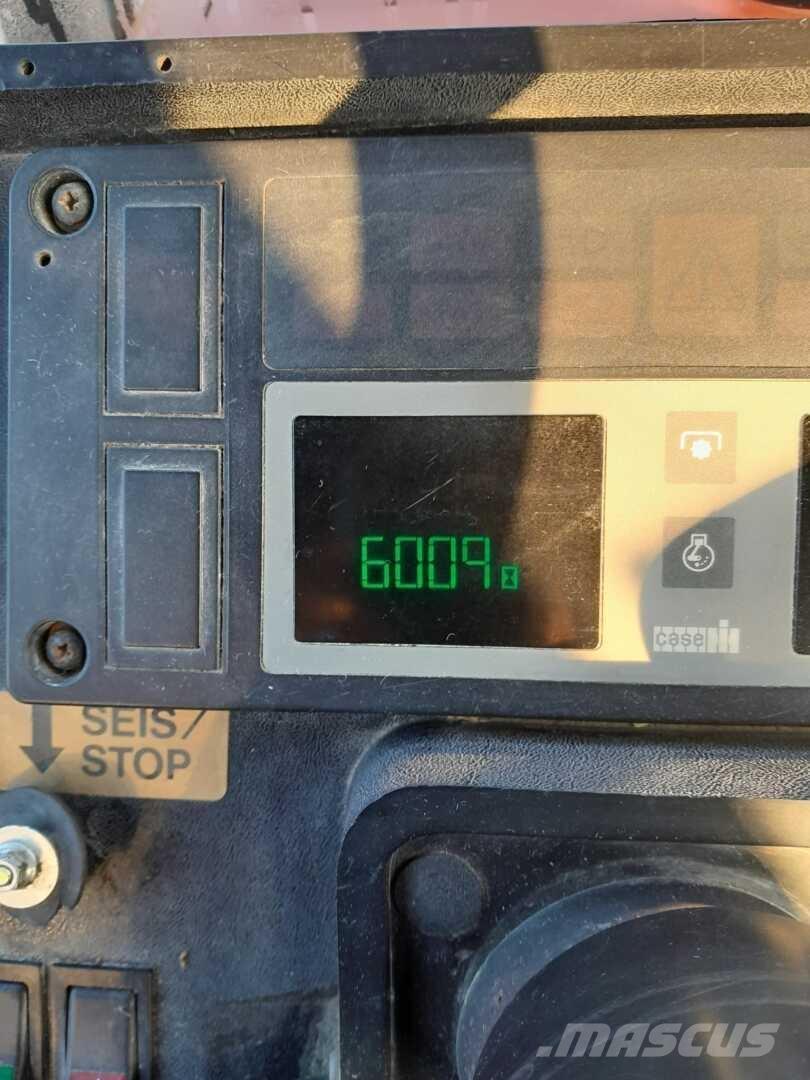 6009
case IH
SEIS/
STOP
MASCUS